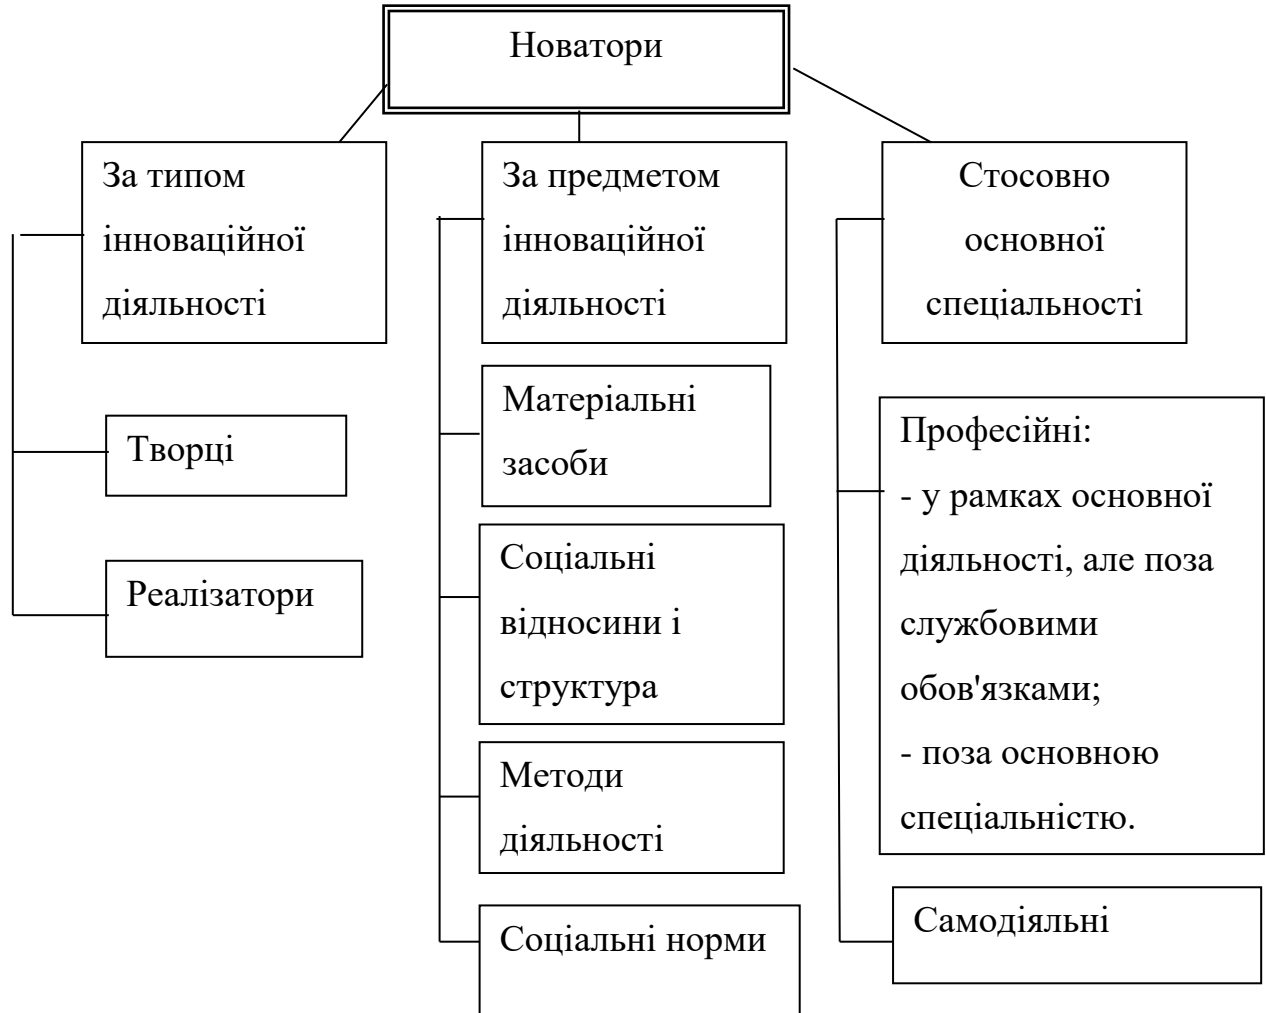 Новатори
За типом
інноваційної
діяльності
Творці
Реалізатори
За предметом
інноваційної
діяльності
Матеріальні
засоби
Соціальні
відносини і
структура
Методи
діяльності
Соціальні норми
Стосовно
основної
спеціальності
Професійні:
- у рамках основної
діяльності, але поза
службовими
обов'язками;
- поза основною
спеціальністю.
Самодіяльні